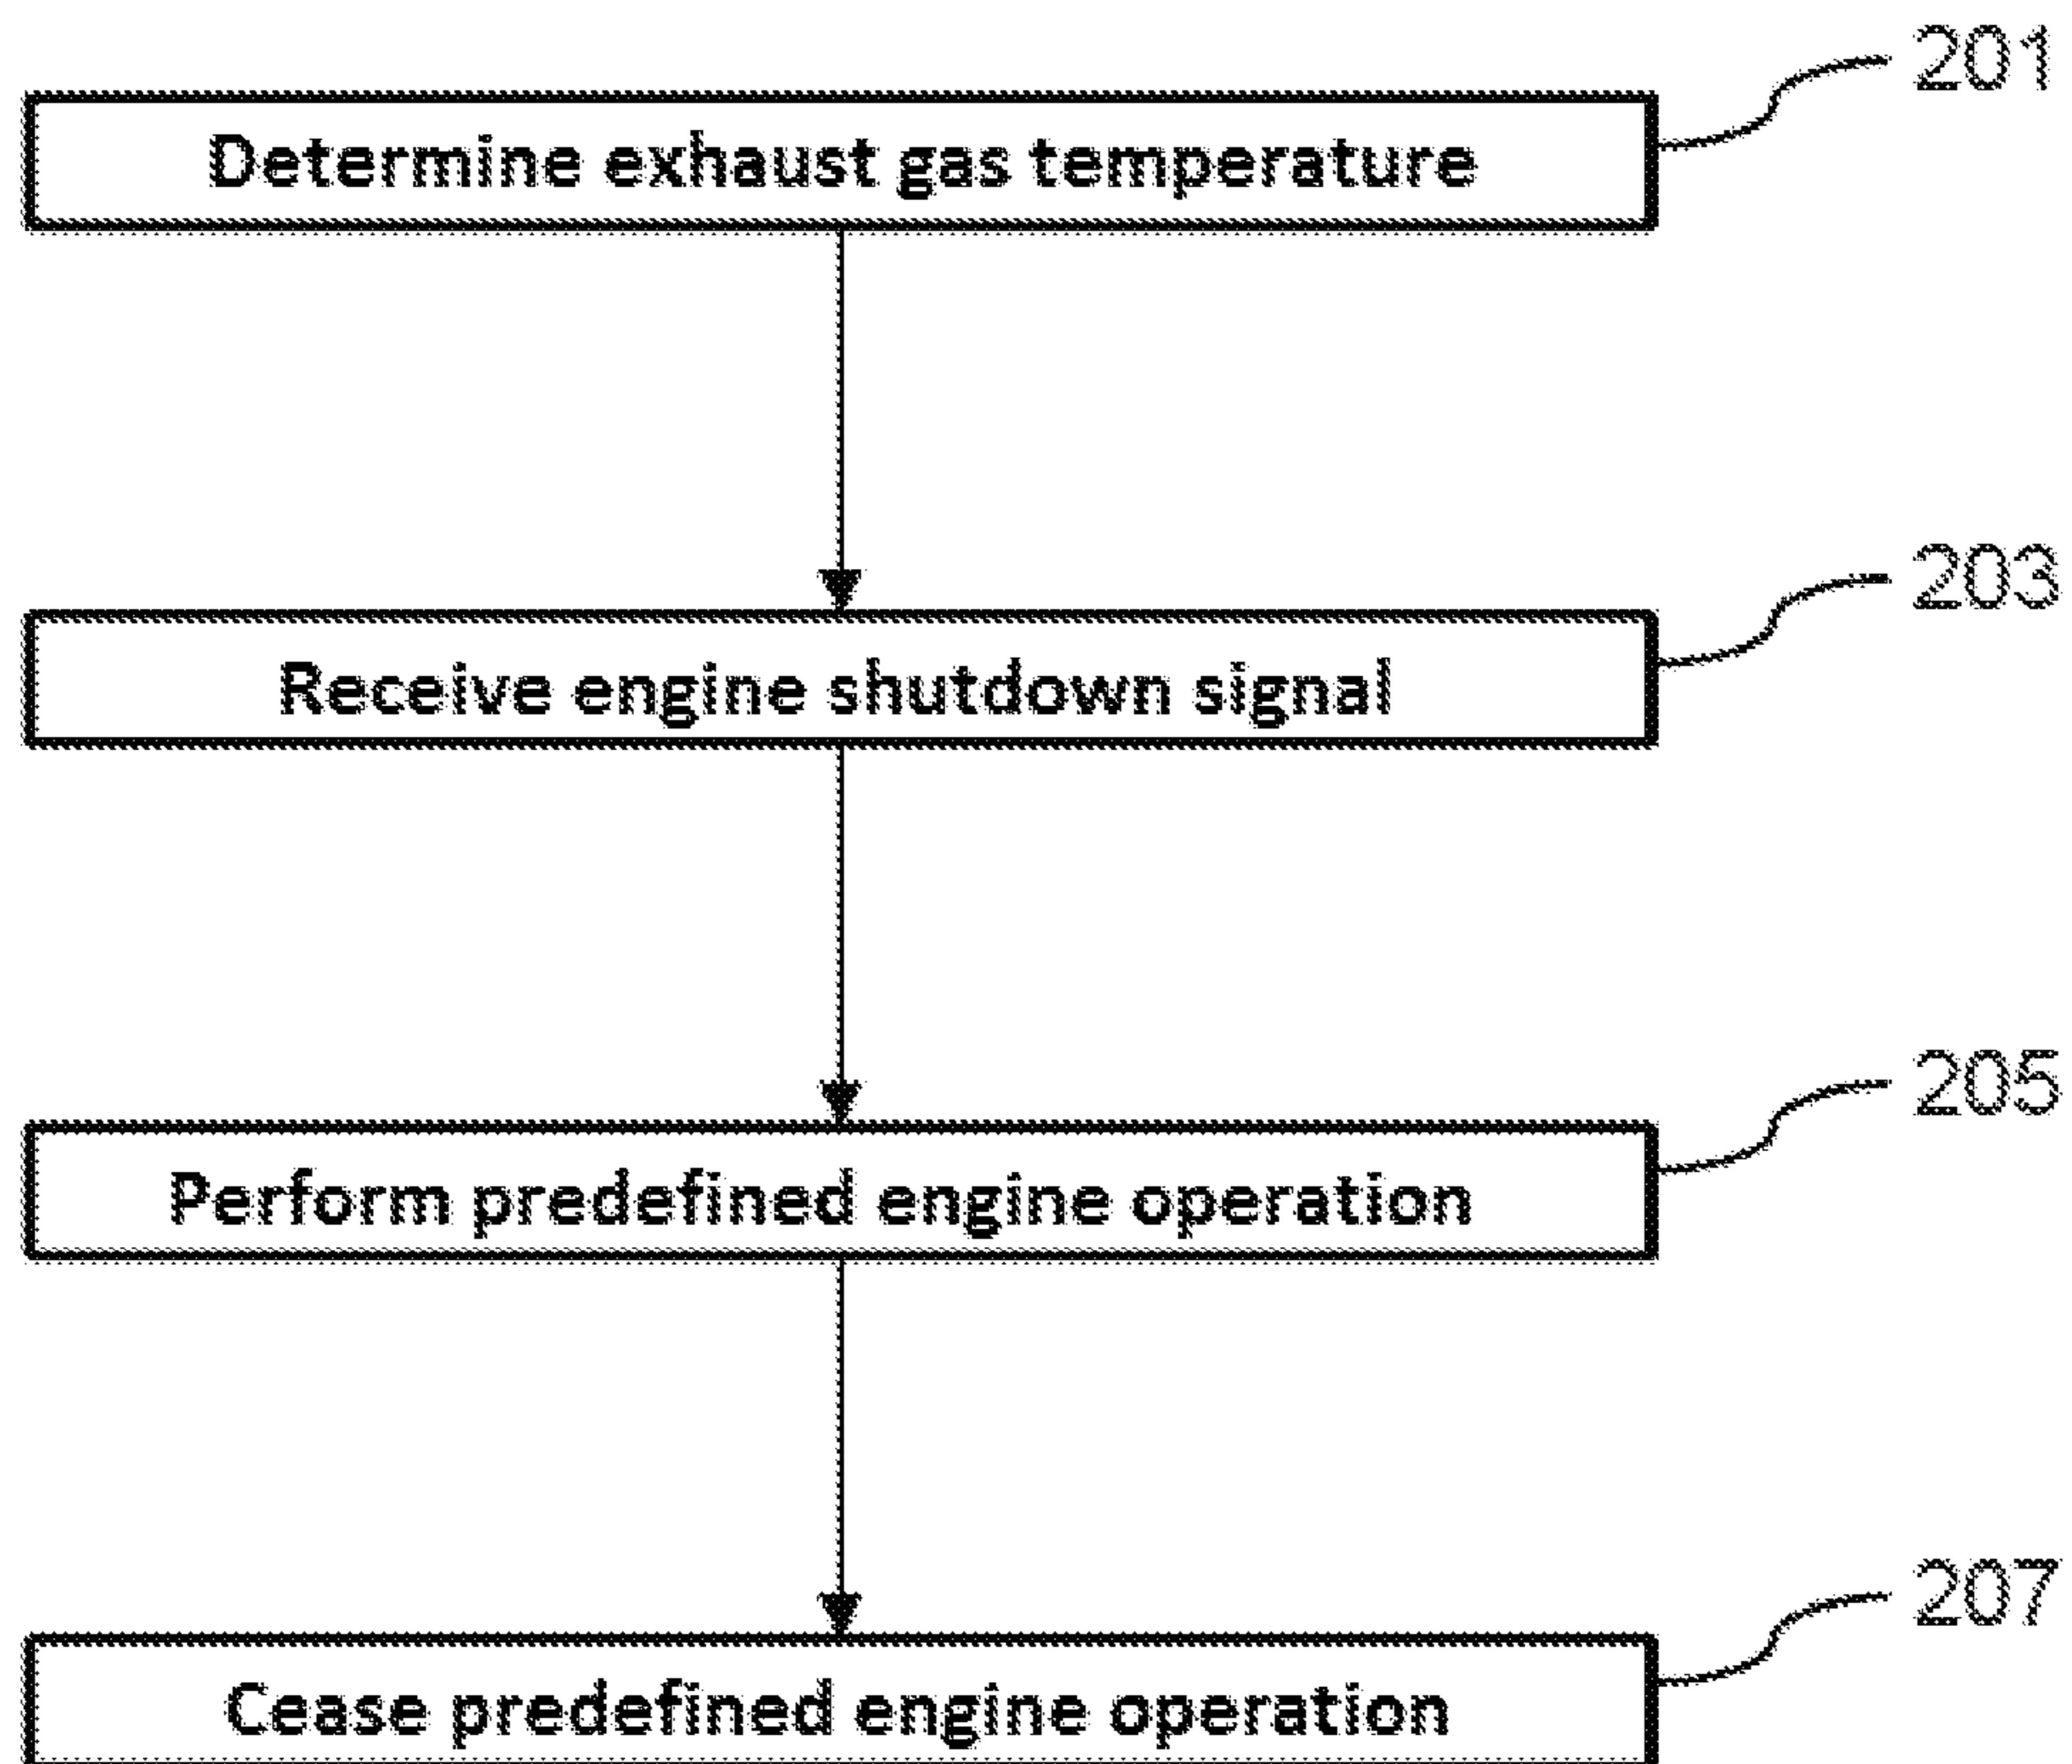 201
Determine exhaust gas temperature
203
Receive engine shutdown signal
205
Perform predefined engine operation
207
Cease predefined engine operation